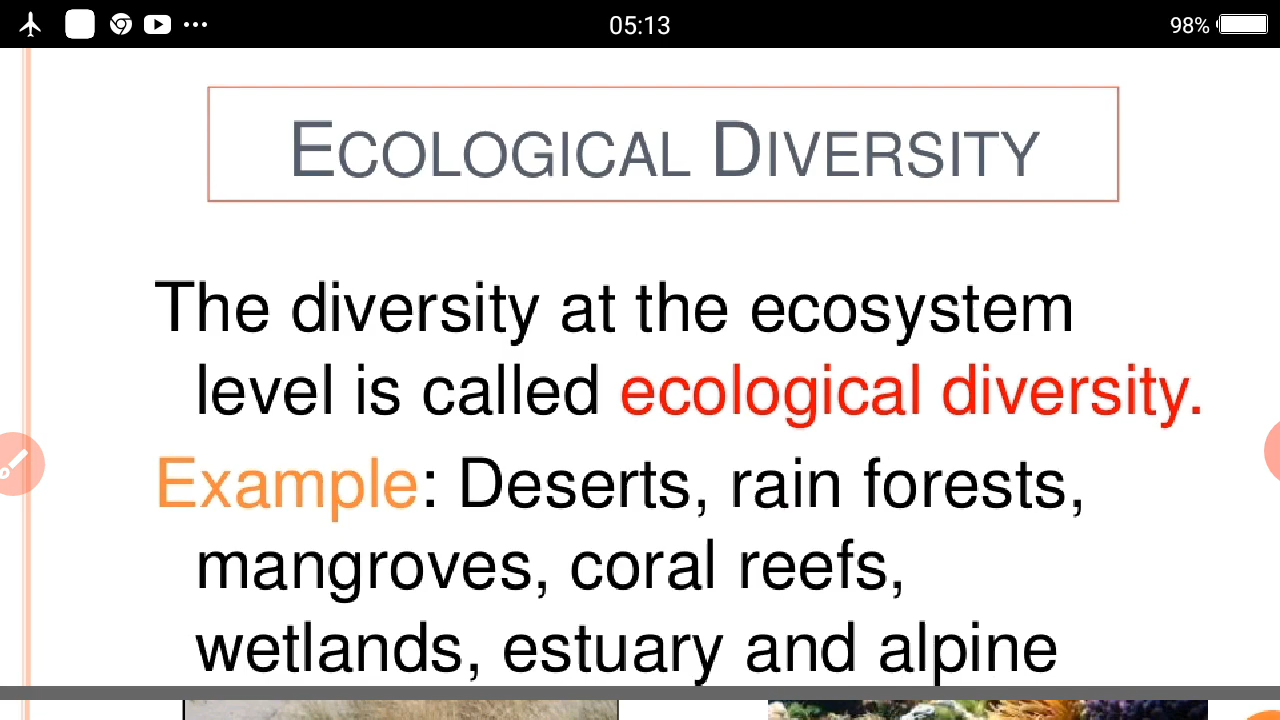 05:13
98%
ECOLOGICAL DIVERSITY
The diversity at the ecosystem
level is called ecological diversity.
Example: Deserts, rain forests,
mangroves, coral reefs,
wetlands, estuary and alpine